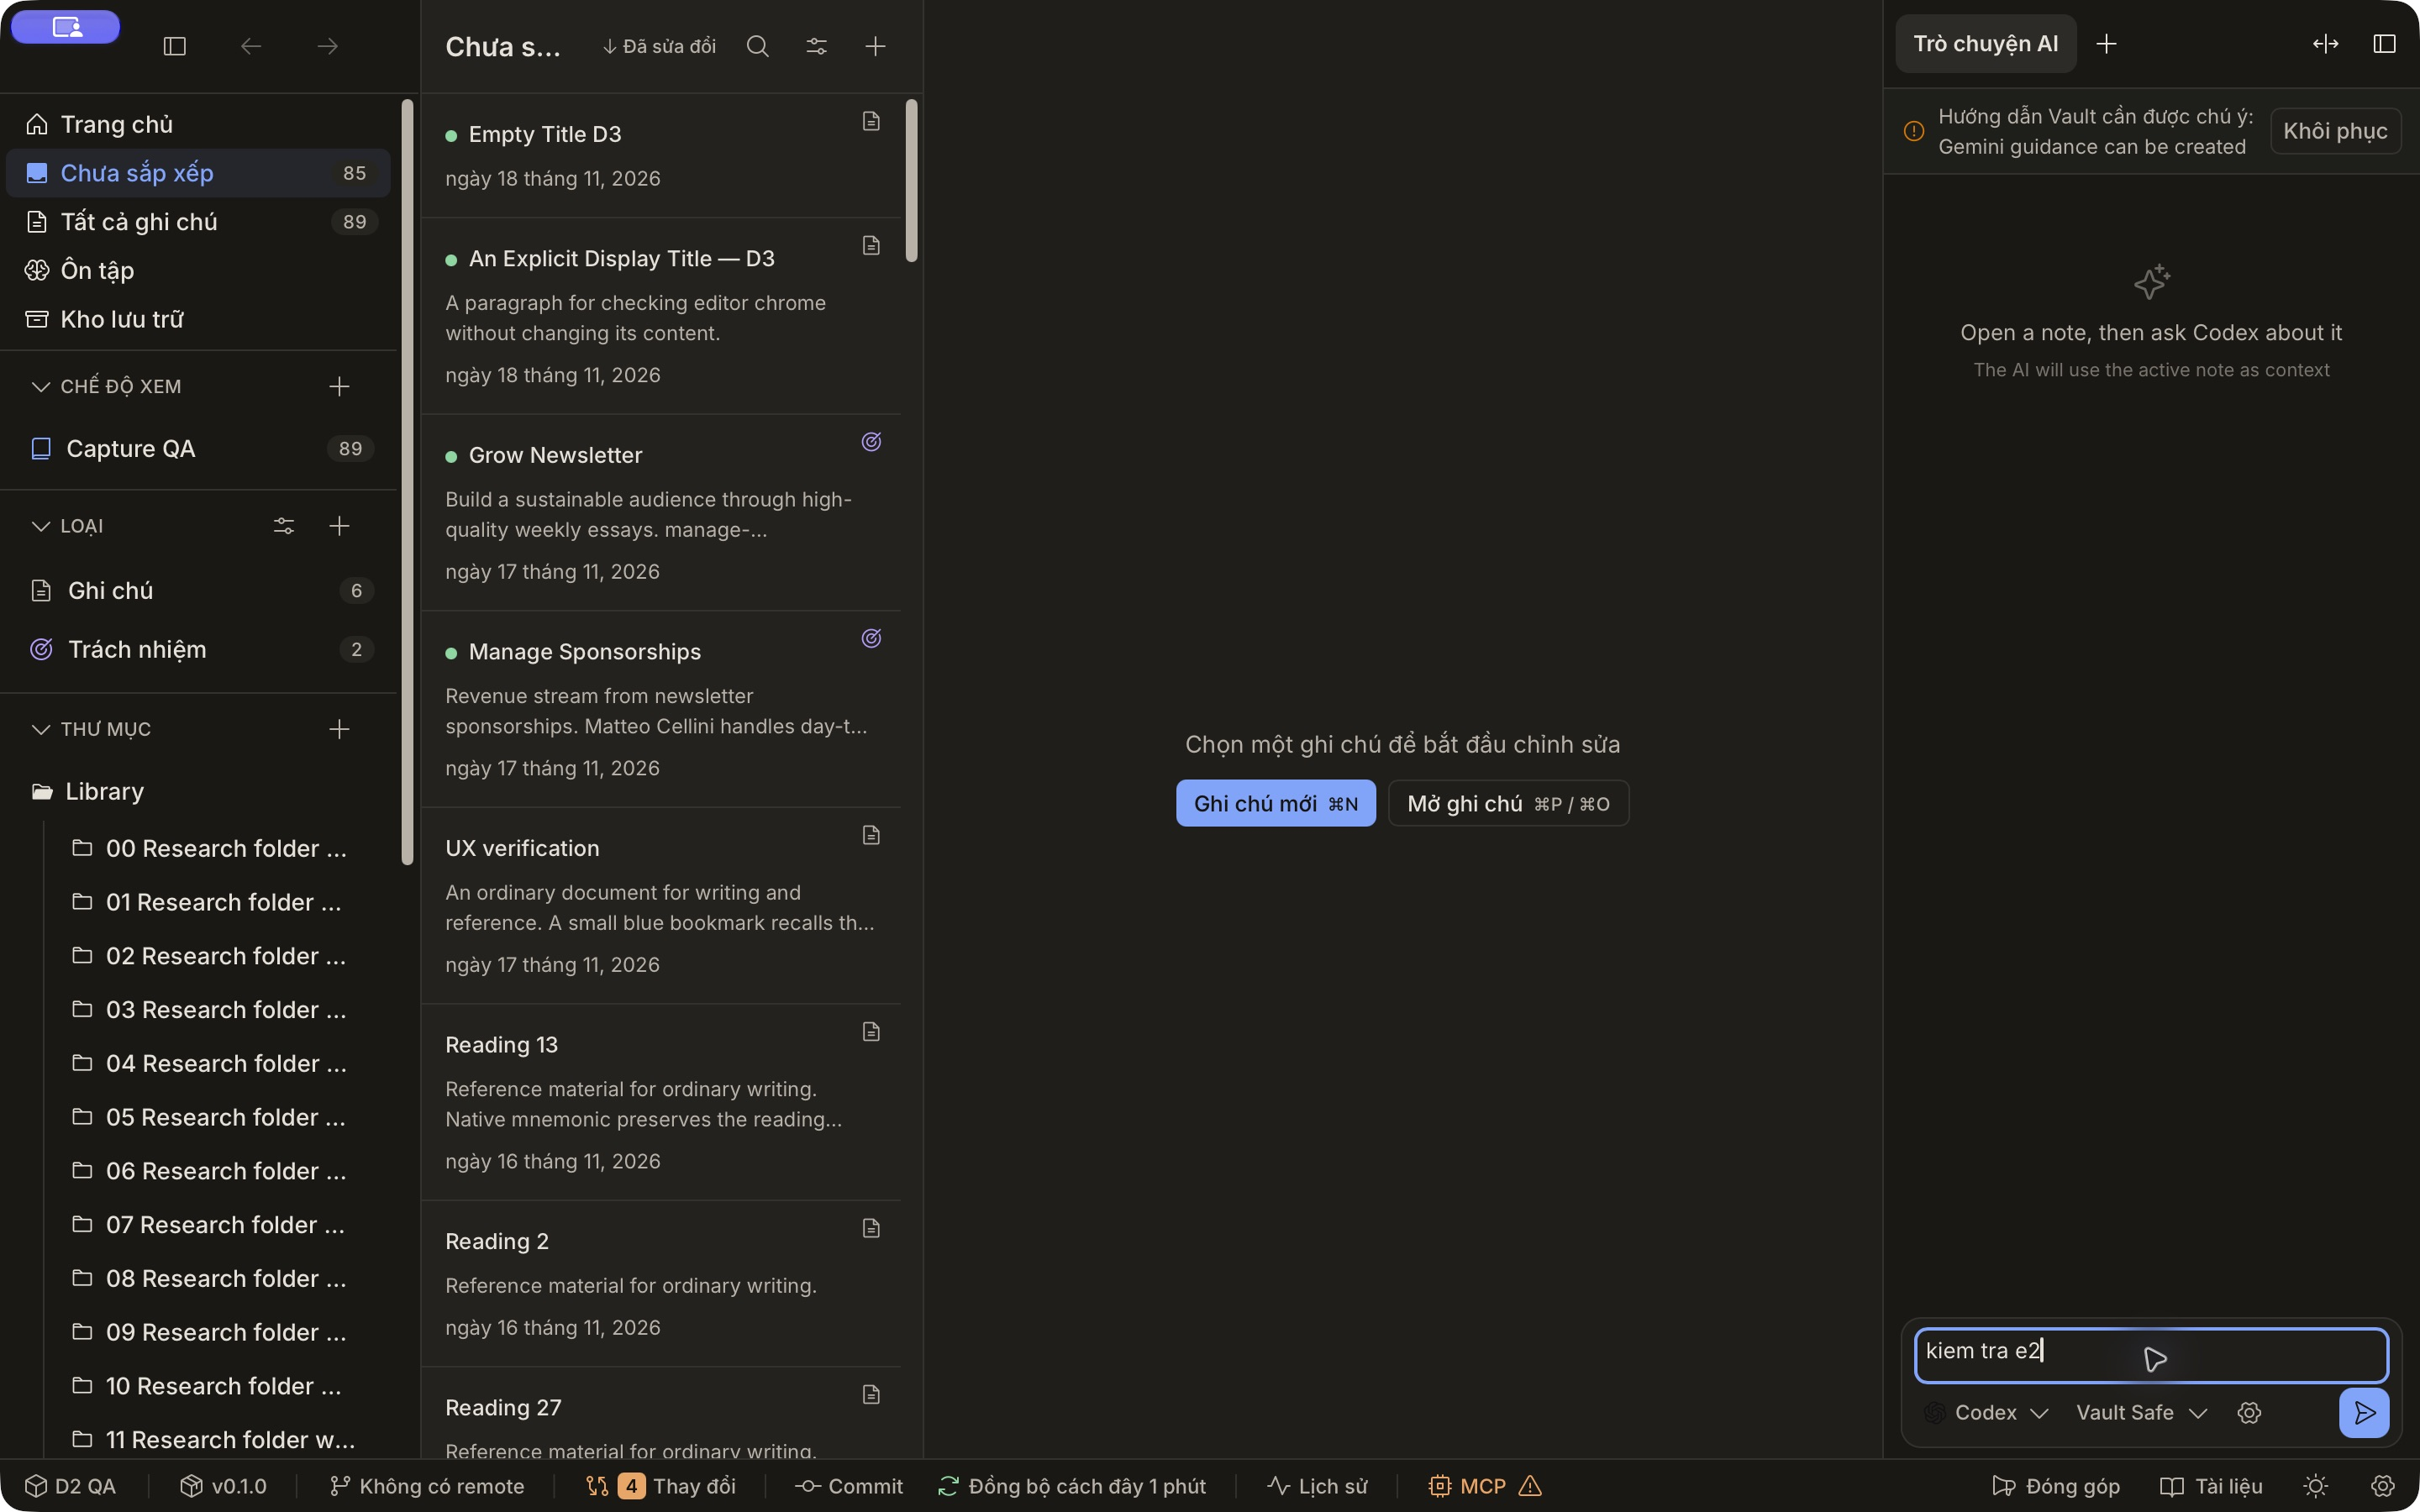 Trang chủ
Chưa sắp xếp 85
Tất cả ghi chú 89
Ôn tập
Kho lưu trữ
CHẾ ĐỘ XEM
Capture QA 89
LOẠI
Ghi chú 6
Trách nhiệm 2
THƯ MỤC
Library
00 Research folder ...
01 Research folder ...
02 Research folder ...
03 Research folder ...
04 Research folder ...
05 Research folder ...
06 Research folder ...
07 Research folder ...
08 Research folder ...
09 Research folder ...
10 Research folder ...
11 Research folder w...
Chưa s... Đã sửa đổi
Empty Title D3
ngày 18 tháng 11, 2026
An Explicit Display Title — D3
A paragraph for checking editor chrome
without changing its content.
ngày 18 tháng 11, 2026
Grow Newsletter
Build a sustainable audience through high-
quality weekly essays. manage-...
ngày 17 tháng 11, 2026
Manage Sponsorships
Revenue stream from newsletter
sponsorships. Matteo Cellini handles day-t...
ngày 17 tháng 11, 2026
UX verification
An ordinary document for writing and
reference. A small blue bookmark recalls th...
ngày 17 tháng 11, 2026
Reading 13
Reference material for ordinary writing.
Native mnemonic preserves the reading...
ngày 16 tháng 11, 2026
Reading 2
Reference material for ordinary writing.
ngày 16 tháng 11, 2026
Reading 27
Reference material for ordinary writing.
Chọn một ghi chú để bắt đầu chỉnh sửa
Ghi chú mới ⌘N Mở ghi chú ⌘P / ⌘O
Trò chuyện AI
Hướng dẫn Vault cần được chú ý:
Gemini guidance can be created
Khôi phục
Open a note, then ask Codex about it
The AI will use the active note as context
kiem tra e2
Codex Vault Safe
D2 QA v0.1.0 Không có remote 4 Thay đổi Commit Đồng bộ cách đây 1 phút Lịch sử MCP Đóng góp Tài liệu